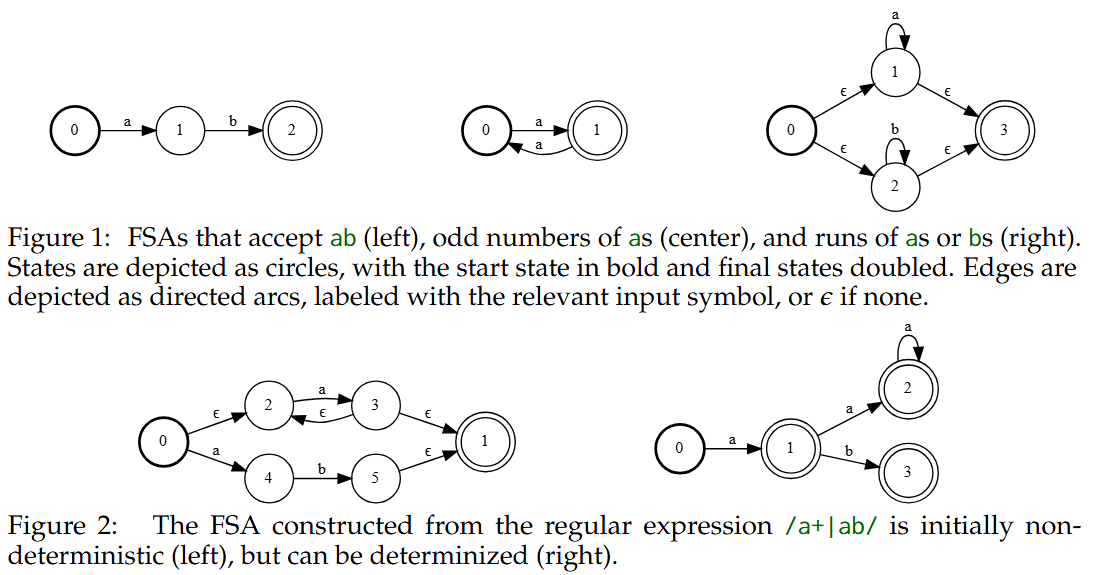 a
0 a 1 b 2 0 a 1 a 0 ϵ 1 ϵ b 3 ϵ 2 ϵ
Figure 1: FSAs that accept ab (left), odd numbers of as (center), and runs of as or bs (right).
States are depicted as circles, with the start state in bold and final states doubled. Edges are
depicted as directed arcs, labeled with the relevant input symbol, or ϵ if none.
a
0 ϵ 2 a ϵ 3 ϵ 1 a 4 b 5 ϵ 0 a 1 a 2 b 3
Figure 2: The FSA constructed from the regular expression /a+|ab/ is initially non-
deterministic (left), but can be determinized (right).